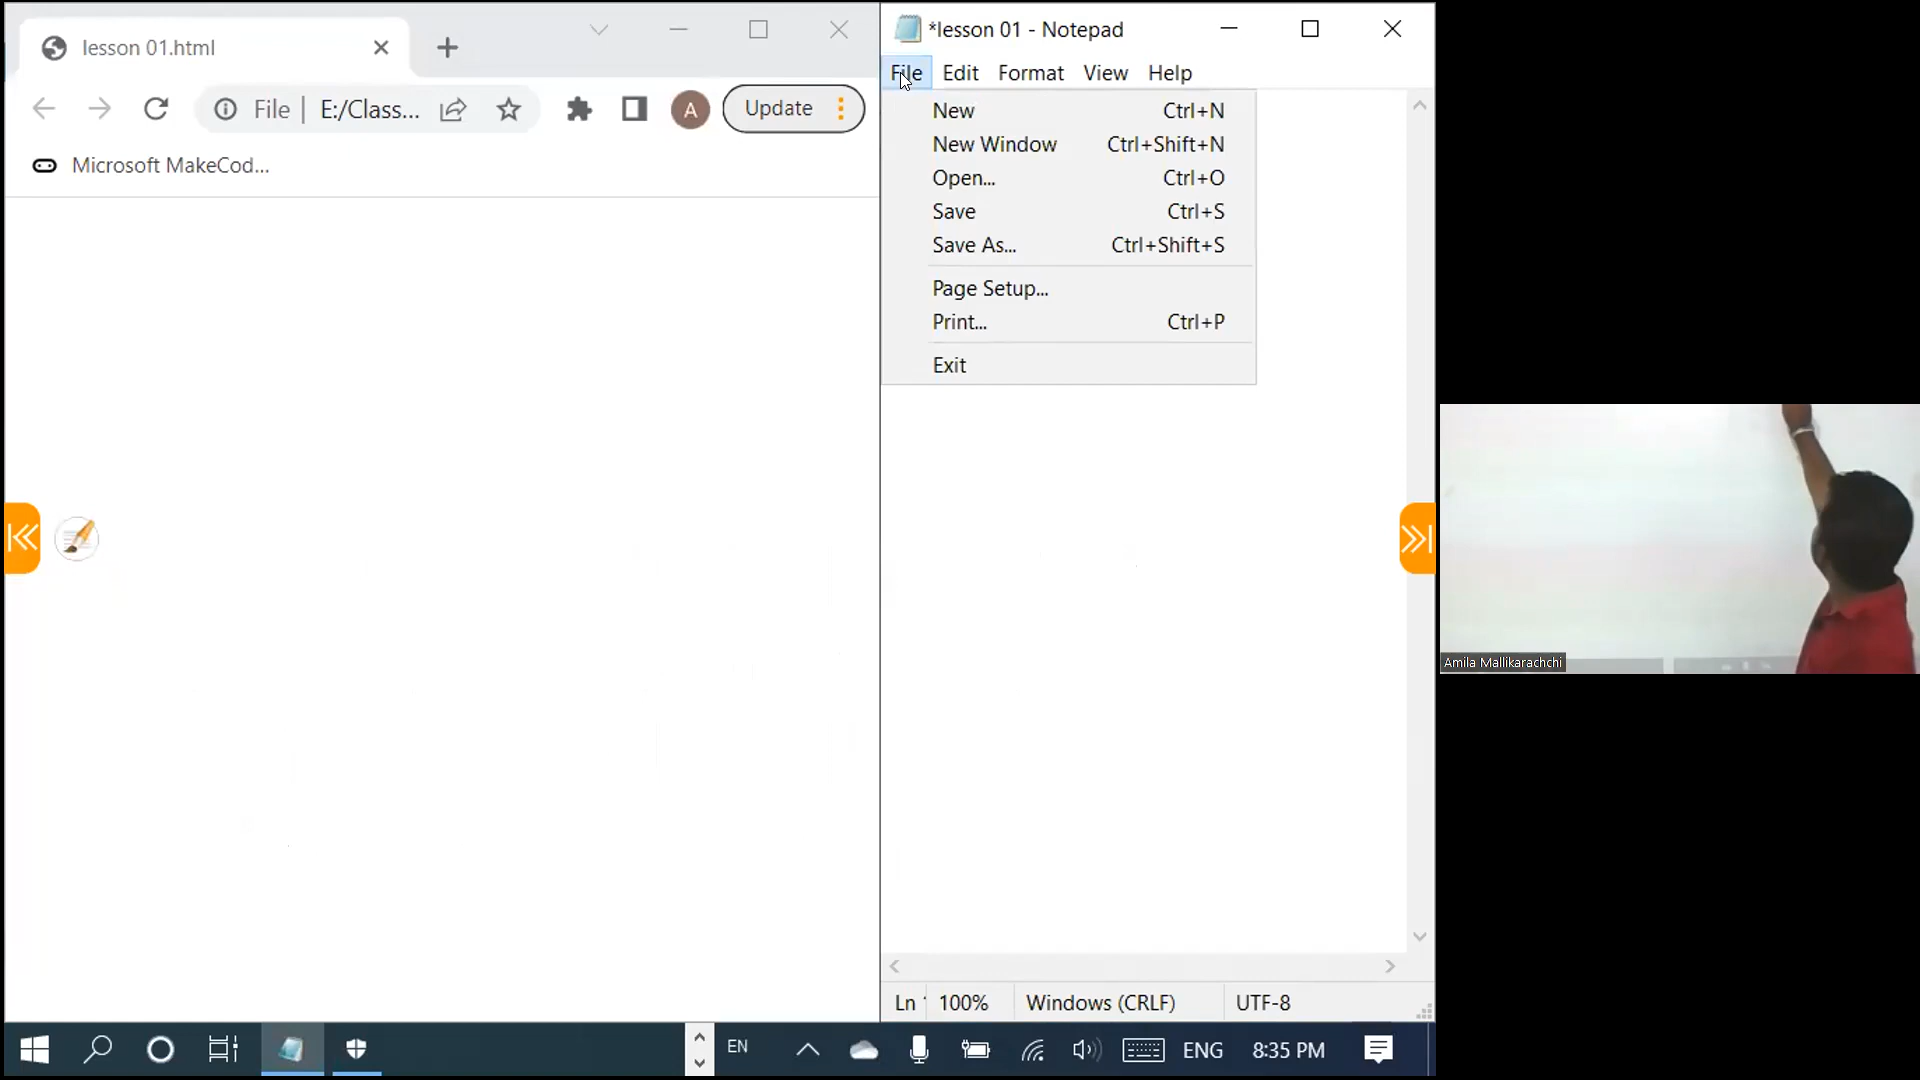 lesson 01.html
File
E:/Class...
A
Update
Microsoft MakeCod...
*lesson 01 - Notepad
File Edit Format View Help
New Ctrl+N
New Window Ctrl+Shift+N
Open... Ctrl+O
Save Ctrl+S
Save As... Ctrl+Shift+S
Page Setup...
Print... Ctrl+P
Exit
Ln
100%
Windows (CRLF)
UTF-8
Amila Mallikarachchi
EN
ENG
8:35 PM